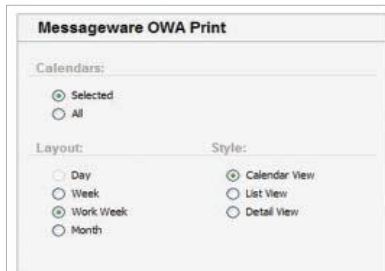 Messageware OWA Print
Calendars:
Selected
All
Layout:
Day
Week
Work Week
Month
Style:
Calendar View
List View
Detail View